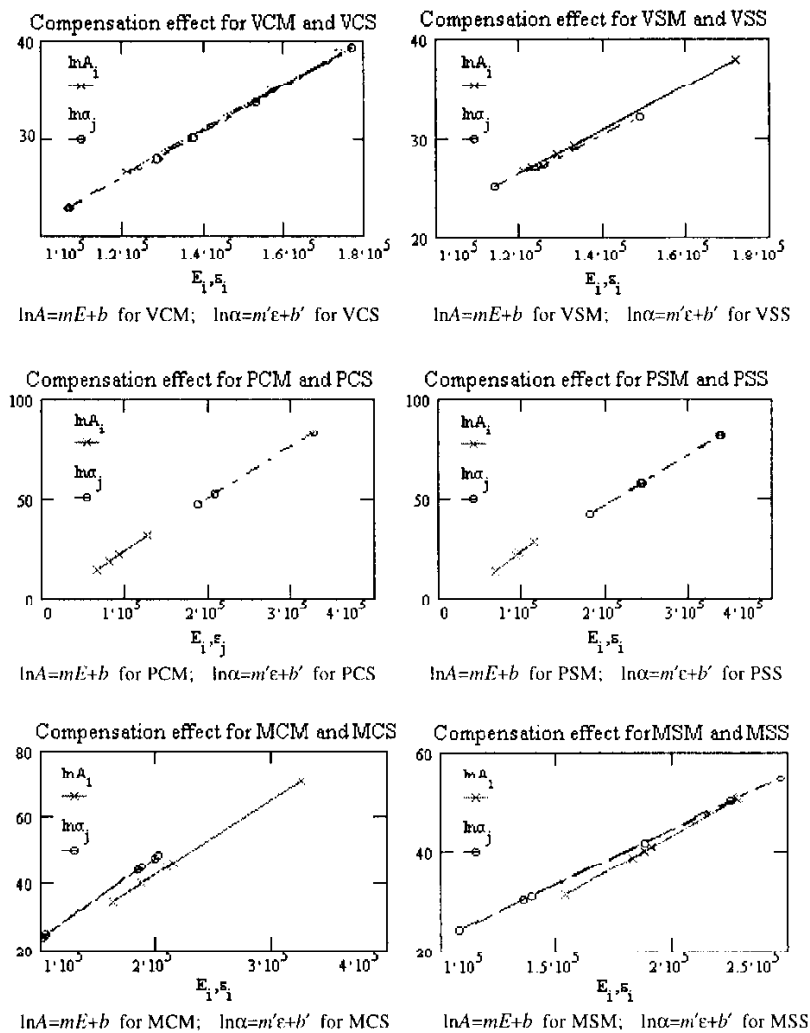 Compensation effect for VCM and VCS
40
30
lnA_i
lnα_j
1·10^5
1.2·10^5
1.4·10^5
1.6·10^5
1.8·10^5
E_i,ε_i
lnA=mE+b for VCM; lnα=m′ε+b′ for VCS
Compensation effect for VSM and VSS
40
30
20
lnA_i
lnα_j
1·10^5
1.2·10^5
1.4·10^5
1.6·10^5
1.8·10^5
E_i,ε_i
lnA=mE+b for VSM; lnα=m′ε+b′ for VSS
Compensation effect for PCM and PCS
100
50
0
lnA_i
lnα_j
0
1·10^5
2·10^5
3·10^5
4·10^5
E_i,ε_j
lnA=mE+b for PCM; lnα=m′ε+b′ for PCS
Compensation effect for PSM and PSS
100
50
0
lnA_i
lnα_j
0
1·10^5
2·10^5
3·10^5
4·10^5
E_i,ε_i
lnA=mE+b for PSM; lnα=m′ε+b′ for PSS
Compensation effect for MCM and MCS
80
60
40
20
lnA_i
lnα_j
1·10^5
2·10^5
3·10^5
4·10^5
E_i,ε_i
lnA=mE+b for MCM; lnα=m′ε+b′ for MCS
Compensation effect for MSM and MSS
60
40
20
lnA_i
lnα_j
1·10^5
1.5·10^5
2·10^5
2.5·10^5
E_i,ε_i
lnA=mE+b for MSM; lnα=m′ε+b′ for MSS